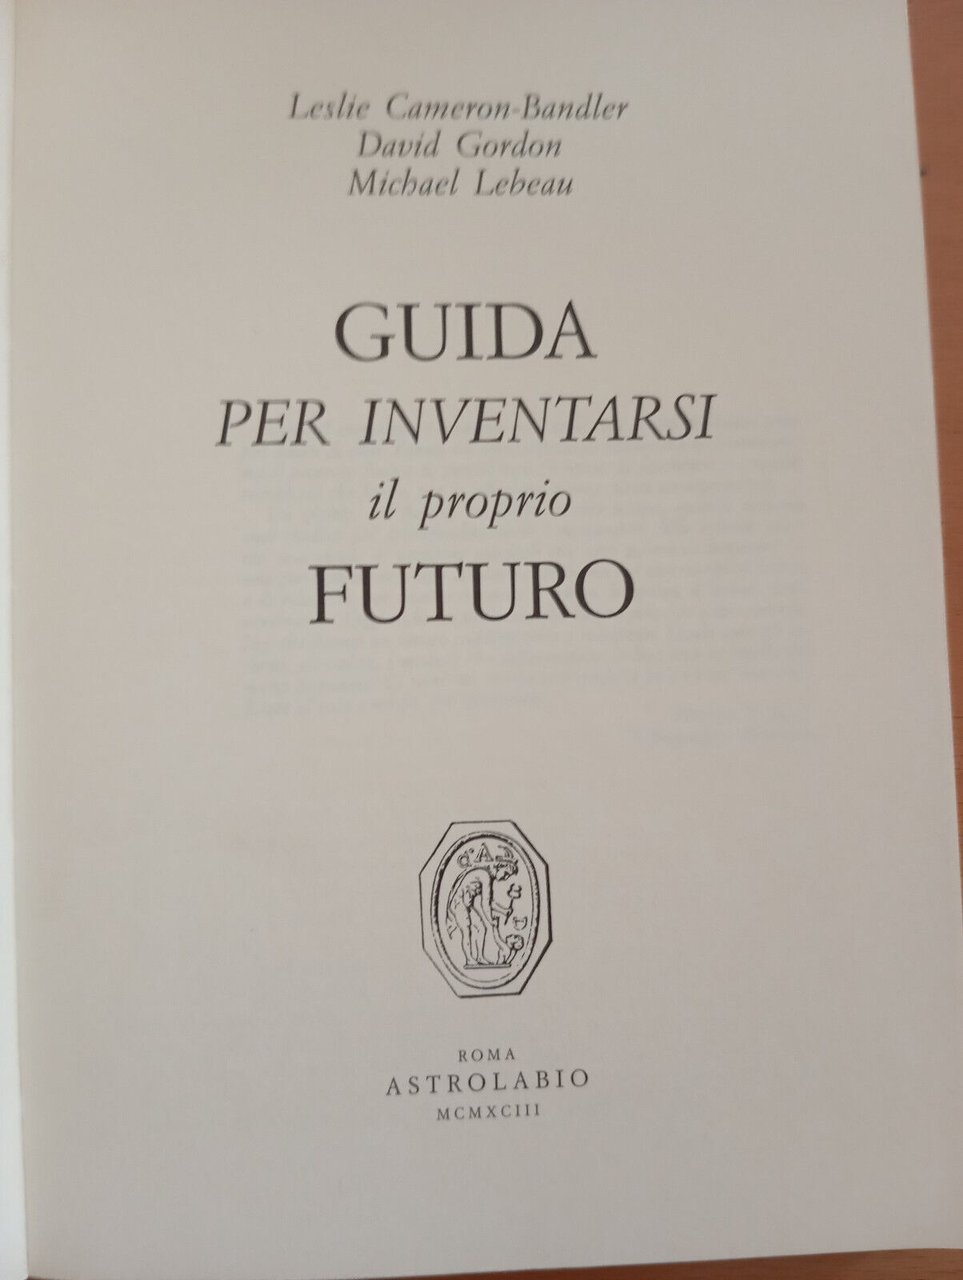 Leslie Cameron-Bandler
David Gordon
Michael Lebeau
GUIDA
PER INVENTARSI
il proprio
FUTURO
ROMA
ASTROLABIO
MCMXCIII